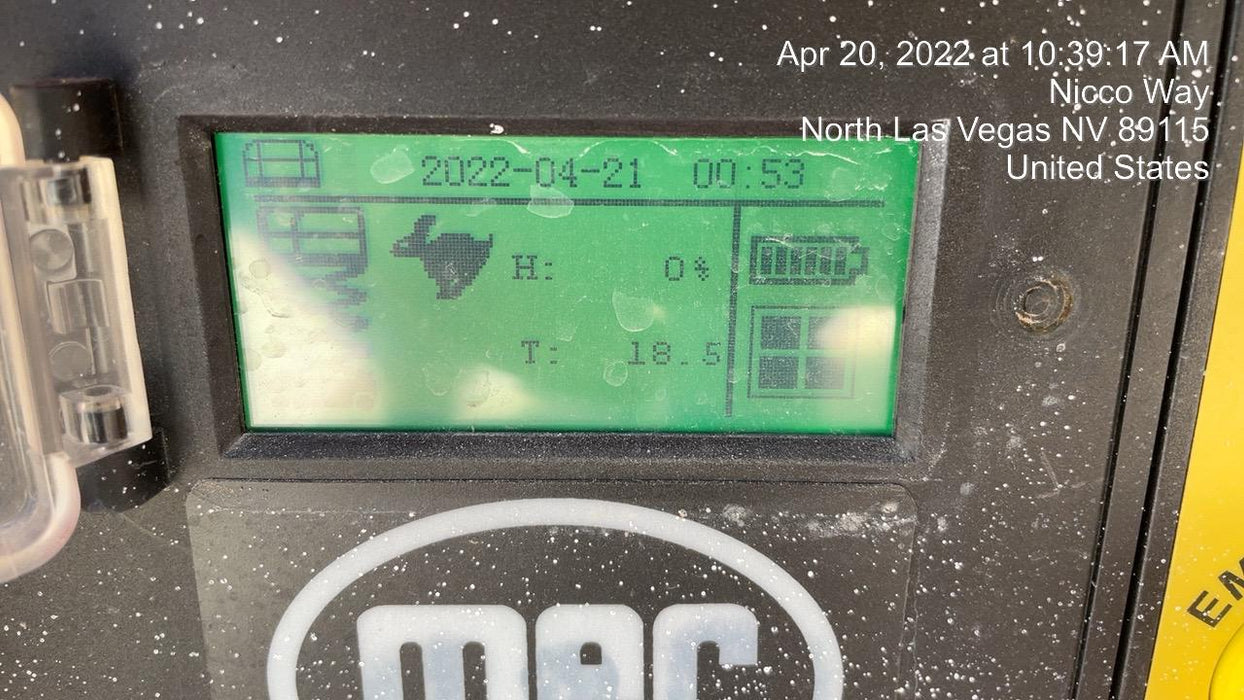 Apr 20, 2022 at 10:39:17 AM
Nicco Way
North Las Vegas NV 89115
United States
2022-04-21 00:53
H: 0%
T: 18.5
mec